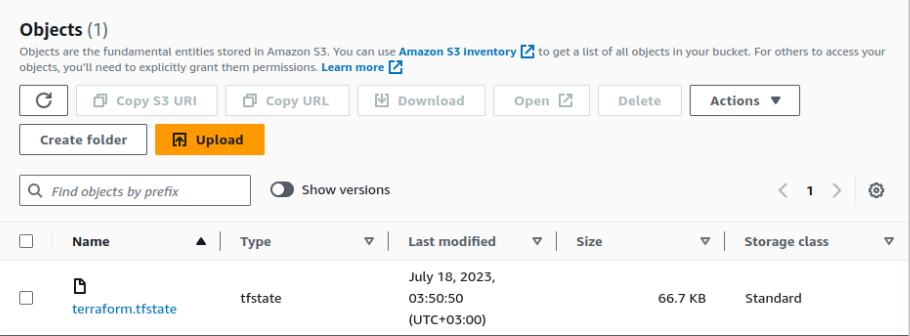 Objects (1)
Objects are the fundamental entities stored in Amazon S3. You can use Amazon S3 Inventory to get a list of all objects in your bucket. For others to access your
objects, you'll need to explicitly grant them permissions. Learn more
Copy S3 URI Copy URL Download Open Delete Actions
Create folder Upload
Find objects by prefix Show versions 1
Name Type Last modified Size Storage class
July 18, 2023,
terraform.tfstate tfstate 03:50:50 66.7 KB Standard
(UTC+03:00)